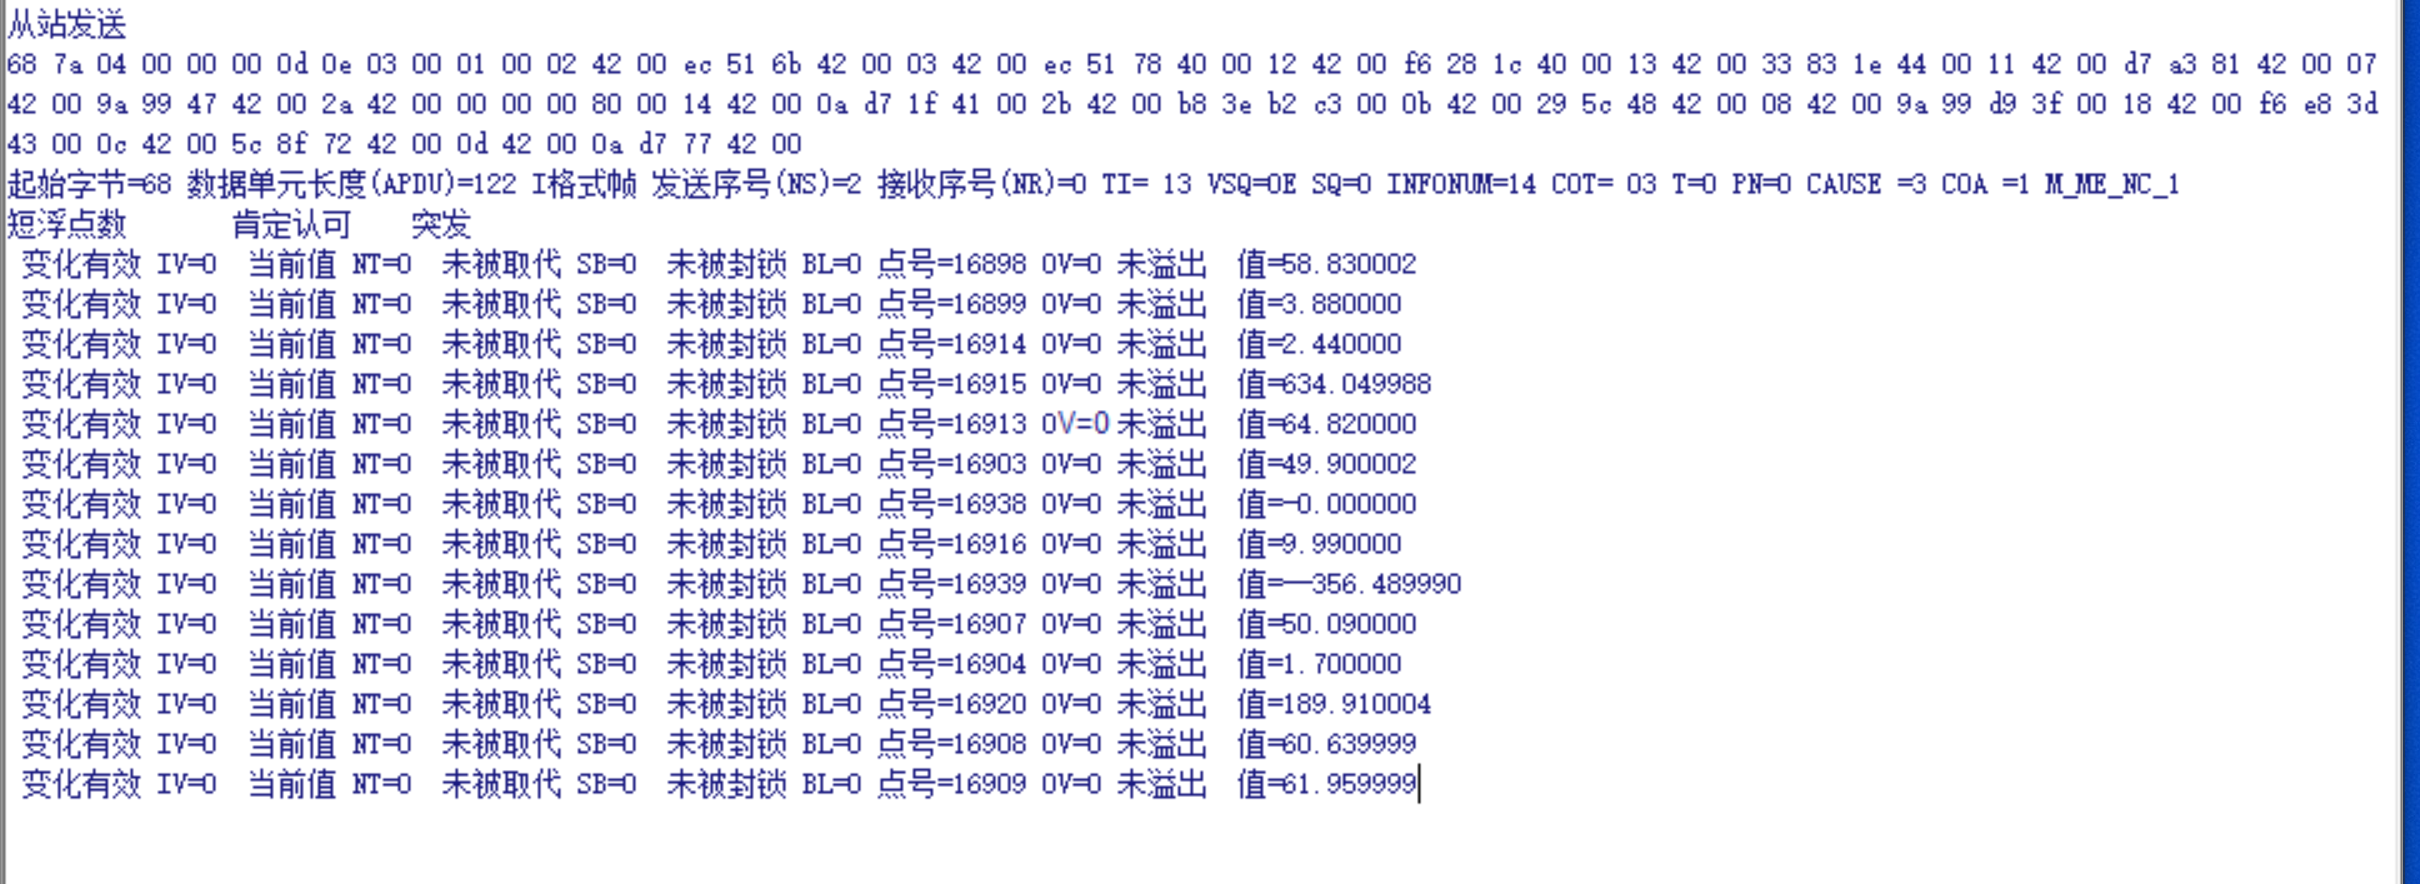 从站发送
68 7a 04 00 00 00 0d 0e 03 00 01 00 02 42 00 ec 51 6b 42 00 03 42 00 ec 51 78 40 00 12 42 00 f6 28 1c 40 00 13 42 00 33 83 1e 44 00 11 42 00 d7 a3 81 42 00 07
42 00 9a 99 47 42 00 2a 42 00 00 00 00 80 00 14 42 00 0a d7 1f 41 00 2b 42 00 b8 3e b2 c3 00 0b 42 00 29 5c 48 42 00 08 42 00 9a 99 d9 3f 00 18 42 00 f6 e8 3d
43 00 0c 42 00 5c 8f 72 42 00 0d 42 00 0a d7 77 42 00
起始字节=68 数据单元长度(APDU)=122 I格式帧 发送序号(NS)=2 接收序号(NR)=0 TI= 13 VSQ=0E SQ=0 INFONUM=14 COT= 03 T=0 PN=0 CAUSE =3 COA =1 M_ME_NC_1
短浮点数 肯定认可 突发
变化有效 IV=0 当前值 NT=0 未被取代 SB=0 未被封锁 BL=0 点号=16898 OV=0 未溢出 值=58.830002
变化有效 IV=0 当前值 NT=0 未被取代 SB=0 未被封锁 BL=0 点号=16899 OV=0 未溢出 值=3.880000
变化有效 IV=0 当前值 NT=0 未被取代 SB=0 未被封锁 BL=0 点号=16914 OV=0 未溢出 值=2.440000
变化有效 IV=0 当前值 NT=0 未被取代 SB=0 未被封锁 BL=0 点号=16915 OV=0 未溢出 值=634.049988
变化有效 IV=0 当前值 NT=0 未被取代 SB=0 未被封锁 BL=0 点号=16913 OV=0 未溢出 值=64.820000
变化有效 IV=0 当前值 NT=0 未被取代 SB=0 未被封锁 BL=0 点号=16903 OV=0 未溢出 值=49.900002
变化有效 IV=0 当前值 NT=0 未被取代 SB=0 未被封锁 BL=0 点号=16938 OV=0 未溢出 值=-0.000000
变化有效 IV=0 当前值 NT=0 未被取代 SB=0 未被封锁 BL=0 点号=16916 OV=0 未溢出 值=9.990000
变化有效 IV=0 当前值 NT=0 未被取代 SB=0 未被封锁 BL=0 点号=16939 OV=0 未溢出 值=--356.489990
变化有效 IV=0 当前值 NT=0 未被取代 SB=0 未被封锁 BL=0 点号=16907 OV=0 未溢出 值=50.090000
变化有效 IV=0 当前值 NT=0 未被取代 SB=0 未被封锁 BL=0 点号=16904 OV=0 未溢出 值=1.700000
变化有效 IV=0 当前值 NT=0 未被取代 SB=0 未被封锁 BL=0 点号=16920 OV=0 未溢出 值=189.910004
变化有效 IV=0 当前值 NT=0 未被取代 SB=0 未被封锁 BL=0 点号=16908 OV=0 未溢出 值=60.639999
变化有效 IV=0 当前值 NT=0 未被取代 SB=0 未被封锁 BL=0 点号=16909 OV=0 未溢出 值=61.959999